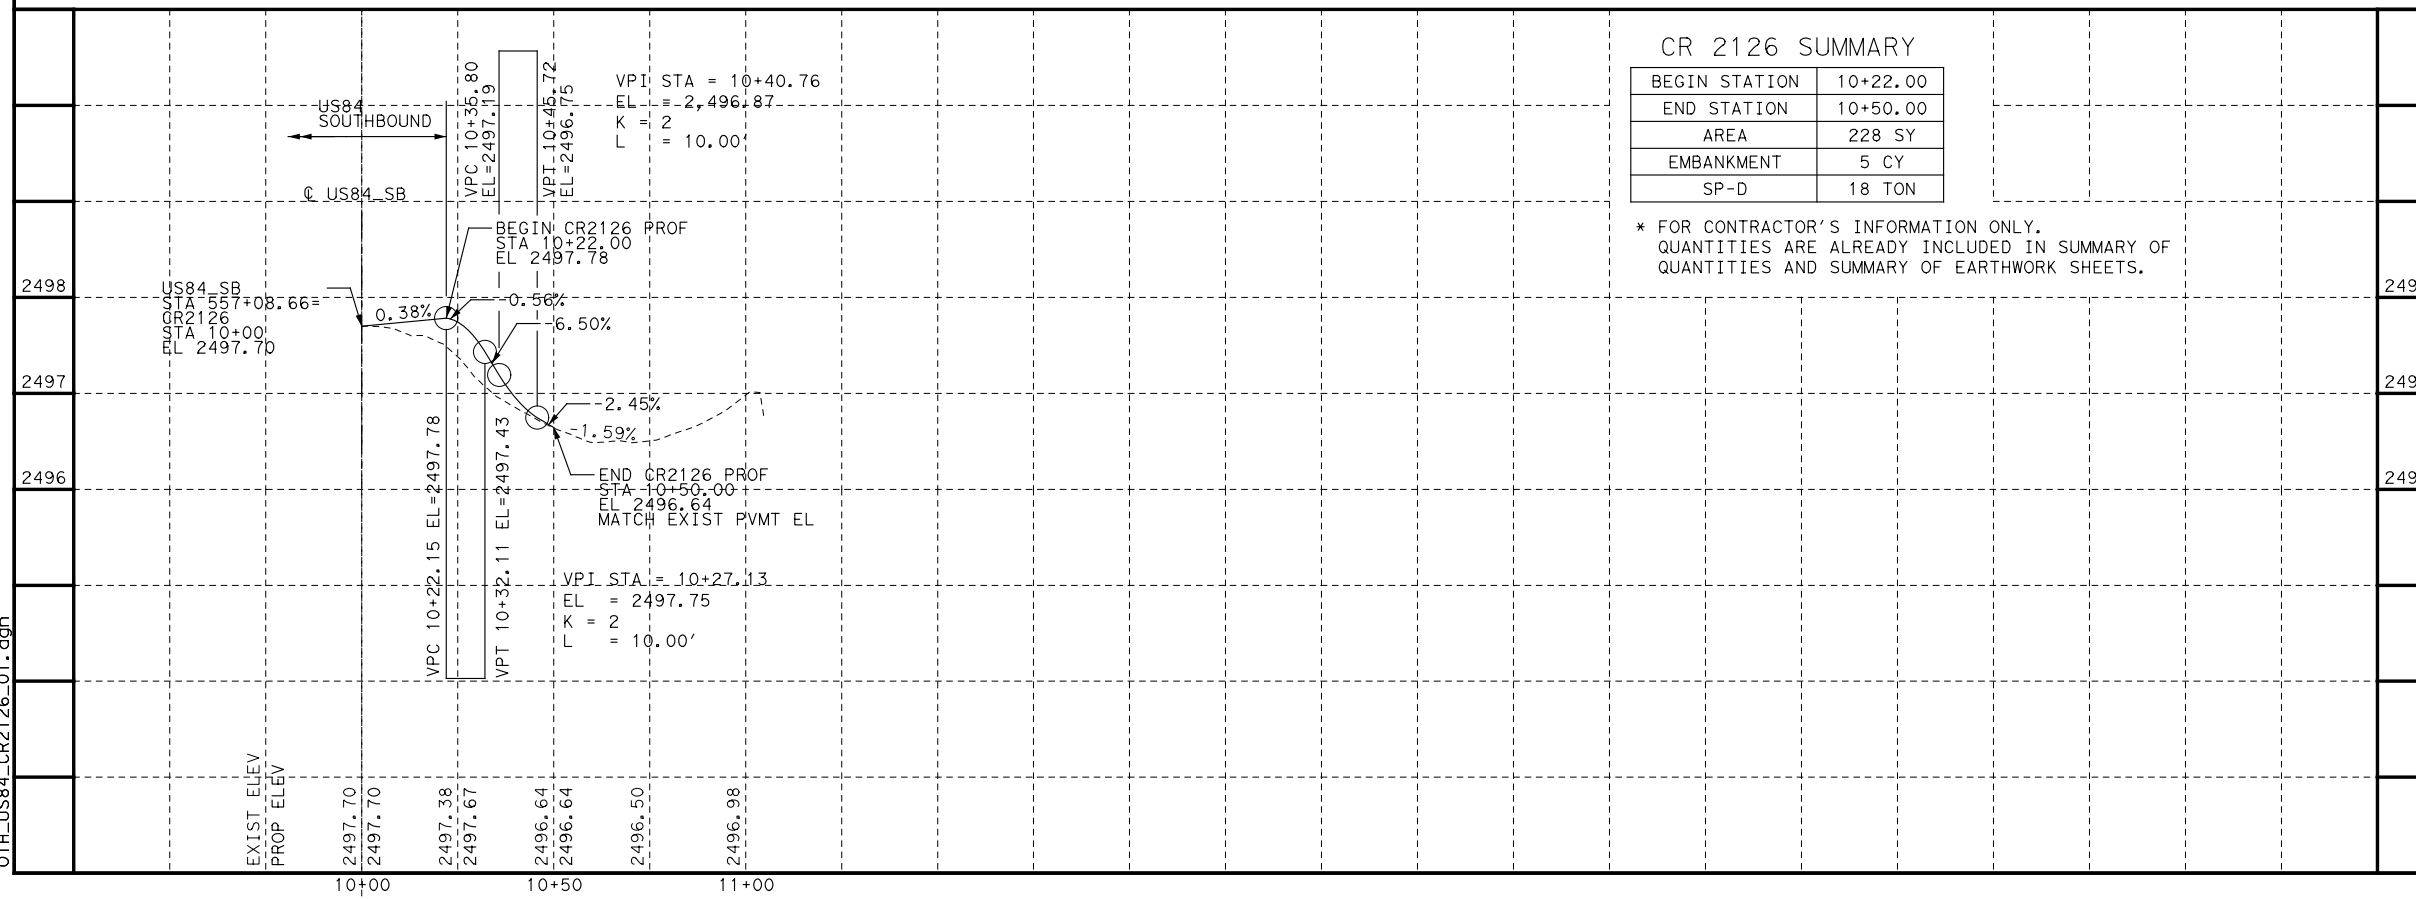 CR 2126 SUMMARY
BEGIN STATION 10+22.00
END STATION 10+50.00
AREA 228 SY
EMBANKMENT 5 CY
SP-D 18 TON
* FOR CONTRACTOR'S INFORMATION ONLY.
QUANTITIES ARE ALREADY INCLUDED IN SUMMARY OF
QUANTITIES AND SUMMARY OF EARTHWORK SHEETS.
US84
SOUTHBOUND
℄ US84_SB
VPC 10+35.80
EL=2497.19
VPT 10+45.72
EL=2496.75
VPI STA = 10+40.76
EL = 2,496.87
K = 2
L = 10.00'
BEGIN CR2126 PROF
STA 10+22.00
EL 2497.78
US84_SB
STA 557+08.66=
CR2126
STA 10+00
EL 2497.70
0.38%
-0.56%
-6.50%
-2.45%
-1.59%
END CR2126 PROF
STA 10+50.00
EL 2496.64
MATCH EXIST PVMT EL
VPC 10+22.15 EL=2497.78
VPT 10+32.11 EL=2497.43
VPI STA = 10+27.13
EL = 2497.75
K = 2
L = 10.00'
2498
2497
2496
249
249
249
EXIST ELEV
PROP ELEV
2497.70
2497.70
2497.38
2497.67
2496.64
2496.64
2496.50
2496.98
10+00
10+50
11+00